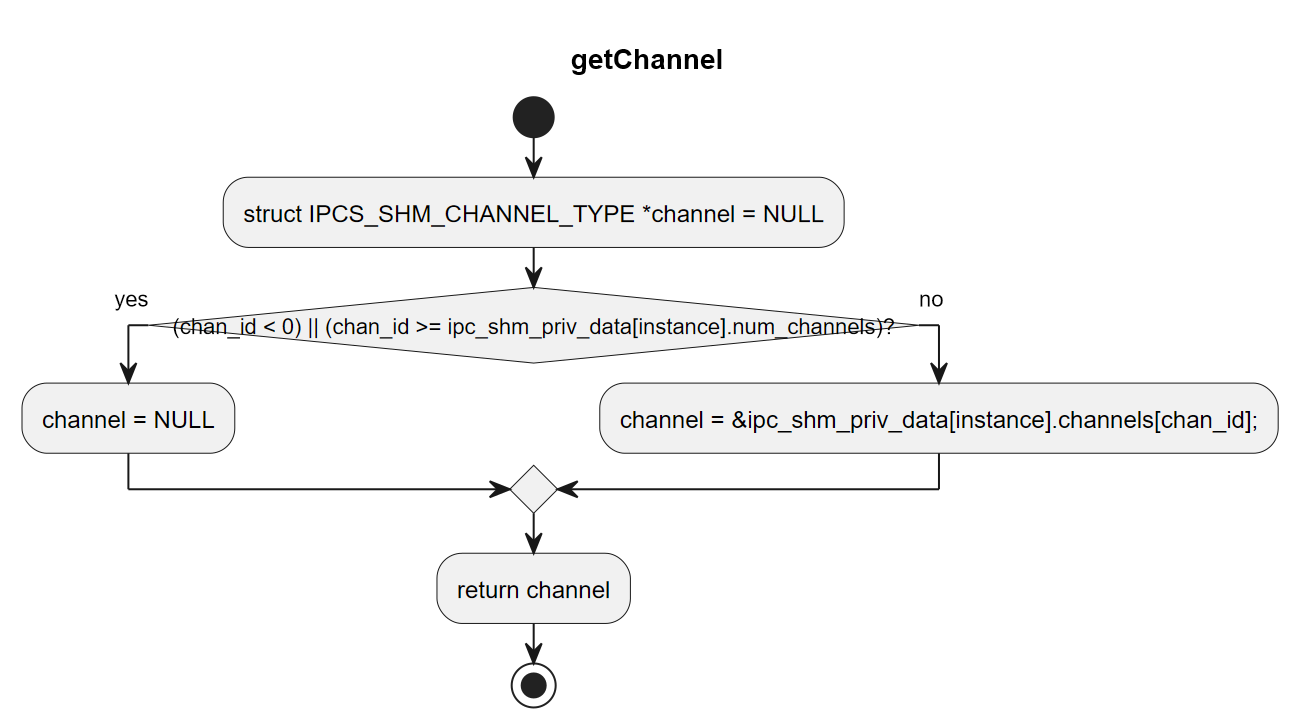 getChannel
struct IPCS_SHM_CHANNEL_TYPE *channel = NULL
yes
no
(chan_id < 0) || (chan_id >= ipc_shm_priv_data[instance].num_channels)?
channel = NULL
channel = &ipc_shm_priv_data[instance].channels[chan_id];
return channel